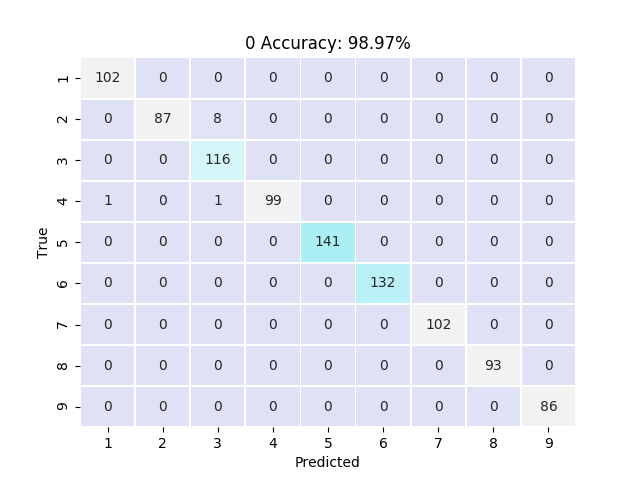 0 Accuracy: 98.97%
1 102 0 0 0 0 0 0 0 0
2 0 87 8 0 0 0 0 0 0
3 0 0 116 0 0 0 0 0 0
4 1 0 1 99 0 0 0 0 0
5 0 0 0 0 141 0 0 0 0
6 0 0 0 0 0 132 0 0 0
7 0 0 0 0 0 0 102 0 0
8 0 0 0 0 0 0 0 93 0
9 0 0 0 0 0 0 0 0 86
True
1 2 3 4 5 6 7 8 9
Predicted